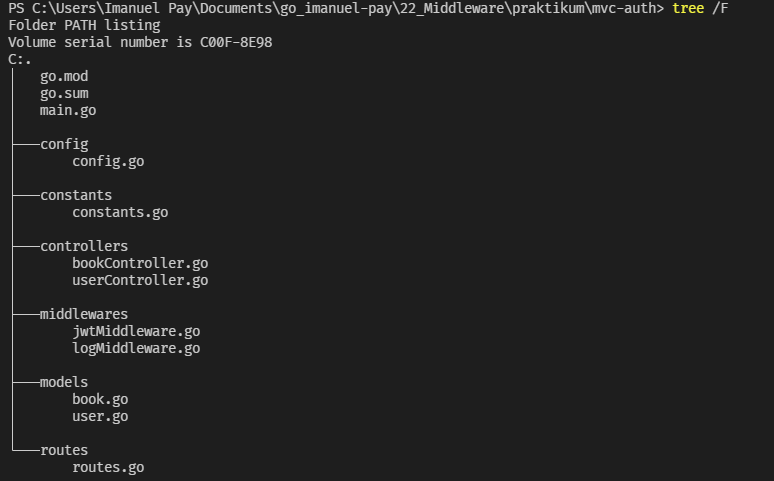 PS C:\Users\Imanuel Pay\Documents\go_imanuel-pay\22_Middleware\praktikum\mvc-auth> tree /F
Folder PATH listing
Volume serial number is C00F-8E98
C:.
│   go.mod
│   go.sum
│   main.go
│
├───config
│       config.go
│
├───constants
│       constants.go
│
├───controllers
│       bookController.go
│       userController.go
│
├───middlewares
│       jwtMiddleware.go
│       logMiddleware.go
│
├───models
│       book.go
│       user.go
│
└───routes
        routes.go